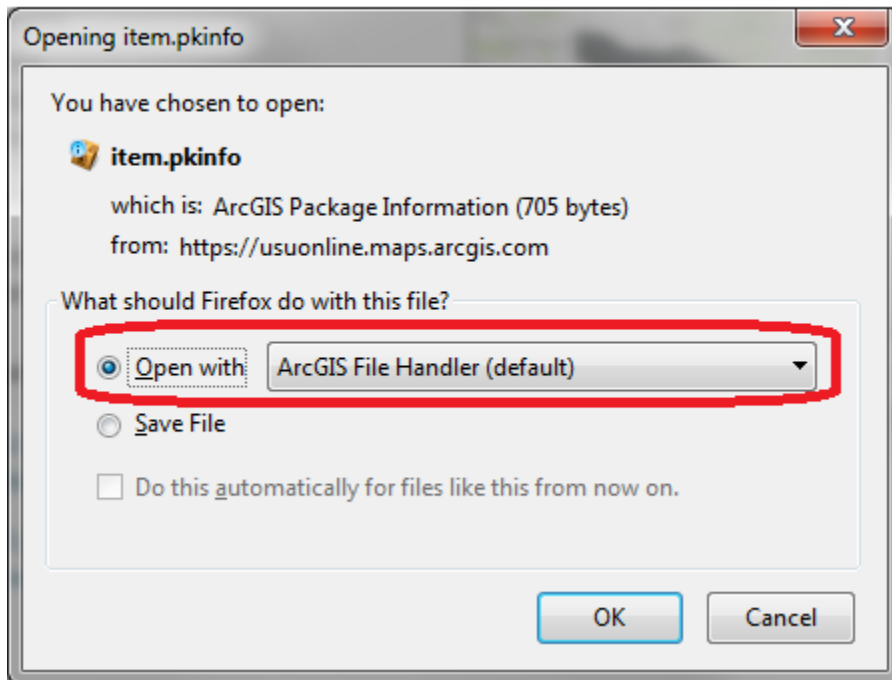 Opening item.pkinfo
You have chosen to open:
item.pkinfo
which is: ArcGIS Package Information (705 bytes)
from: https://usuonline.maps.arcgis.com
What should Firefox do with this file?
Open with ArcGIS File Handler (default)
Save File
Do this automatically for files like this from now on.
OK Cancel